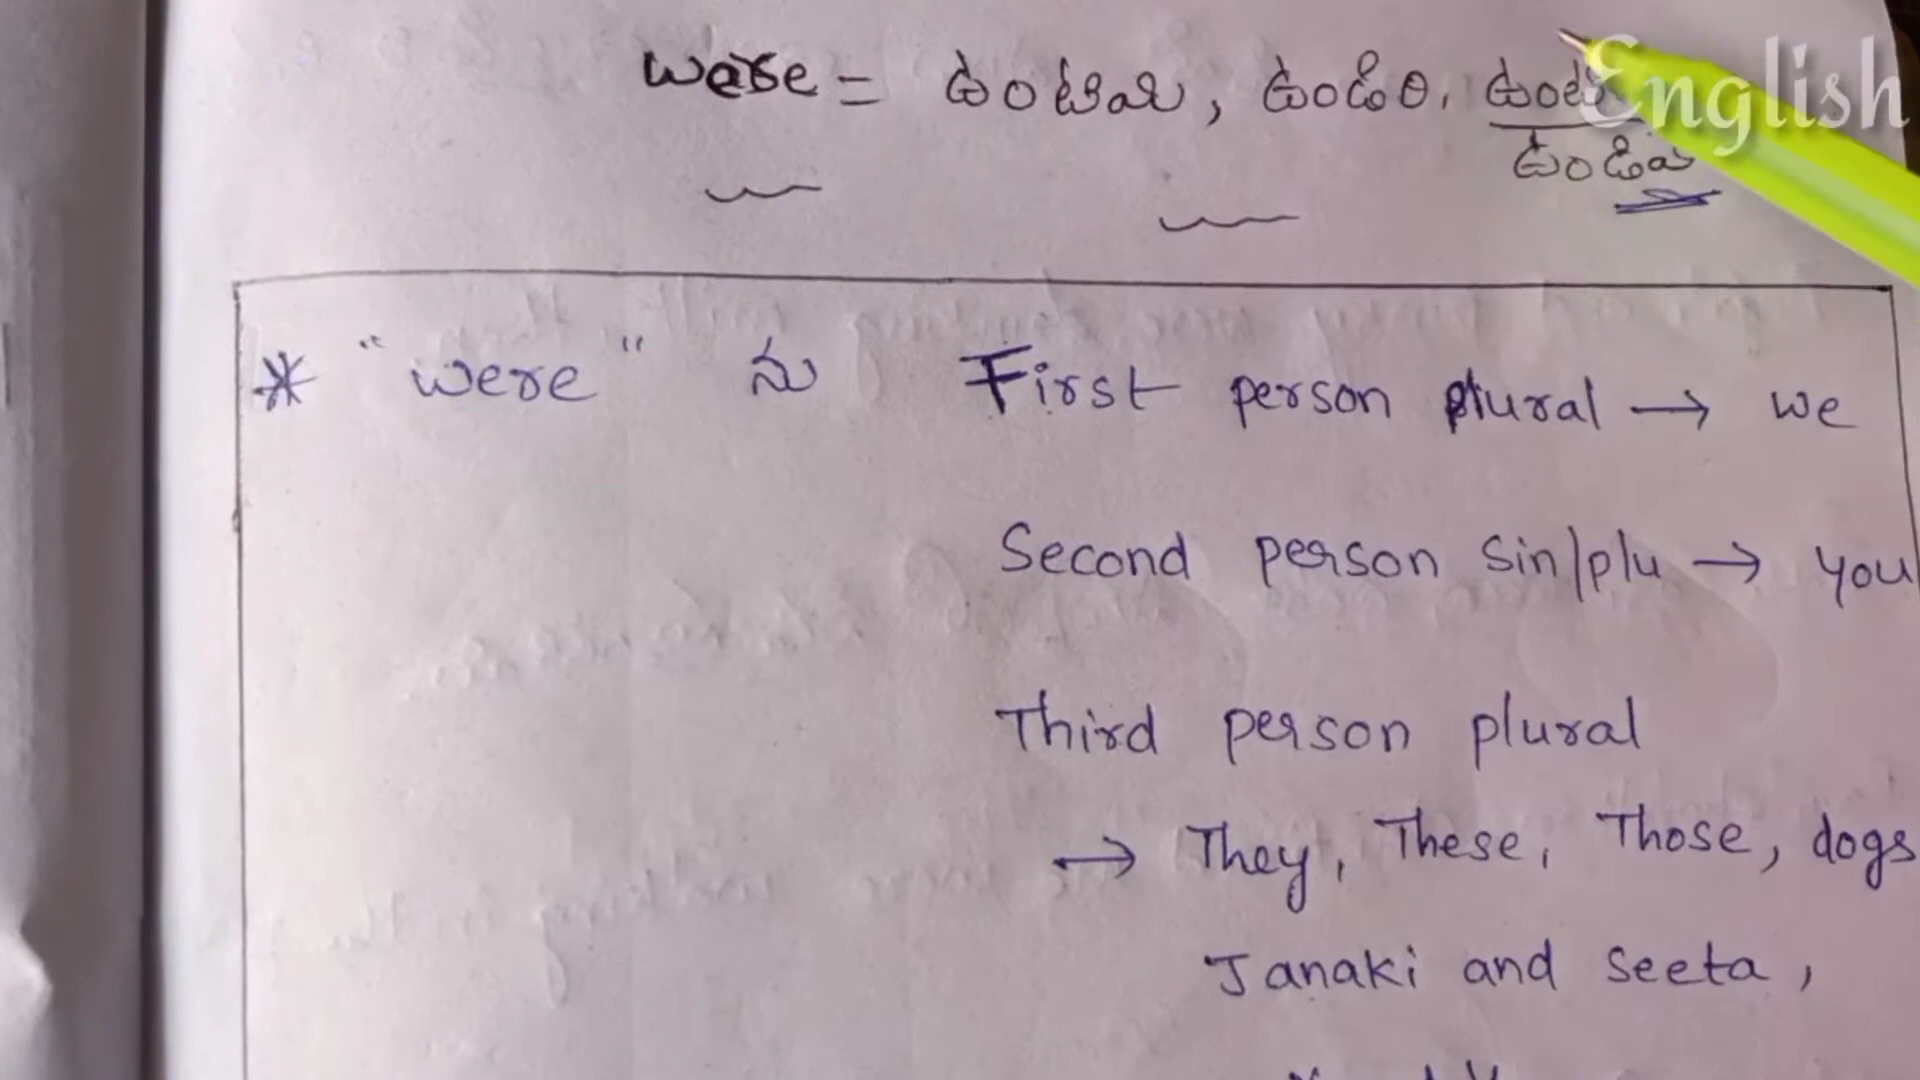 were = ఉంటిమి, ఉండిరి,
English
ఉండెను
* "were" ను First person plural → we
Second person sin/plu → you
Third person plural
→ They, These, Those, dogs
Janaki and seeta,